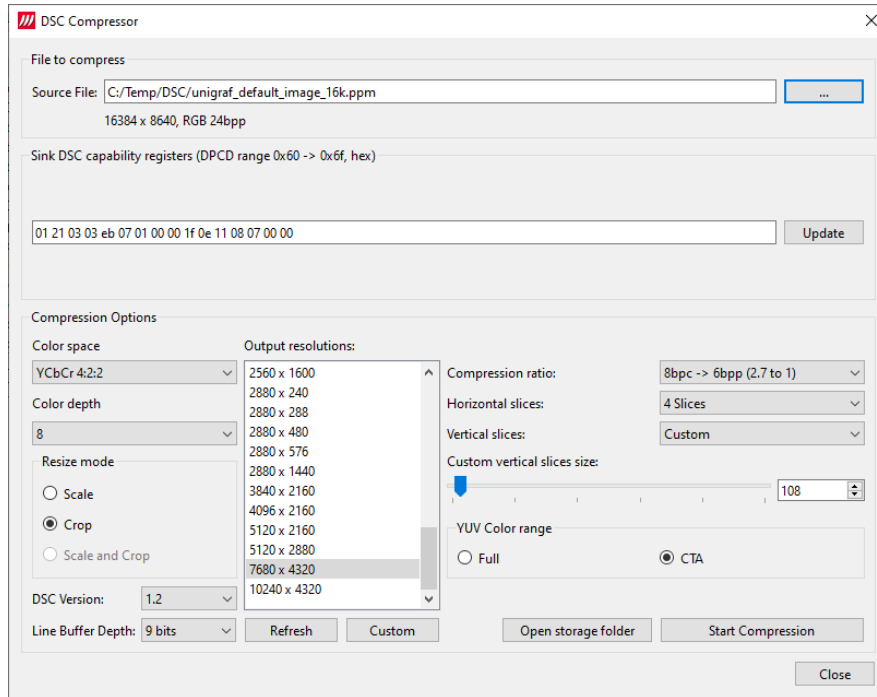 DSC Compressor
File to compress
Source File: C:/Temp/DSC/unigraf_default_image_16k.ppm ...
16384 x 8640, RGB 24bpp
Sink DSC capability registers (DPCD range 0x60 -> 0x6f, hex)
01 21 03 03 eb 07 01 00 00 1f 0e 11 08 07 00 00 Update
Compression Options
Color space
YCbCr 4:2:2
Color depth
8
Resize mode
Scale
Crop
Scale and Crop
DSC Version: 1.2
Line Buffer Depth: 9 bits
Output resolutions:
2560 x 1600
2880 x 240
2880 x 288
2880 x 480
2880 x 576
2880 x 1440
3840 x 2160
4096 x 2160
5120 x 2160
5120 x 2880
7680 x 4320
10240 x 4320
Refresh Custom
Compression ratio: 8bpc -> 6bpp (2.7 to 1)
Horizontal slices: 4 Slices
Vertical slices: Custom
Custom vertical slices size:
108
YUV Color range
Full CTA
Open storage folder Start Compression
Close